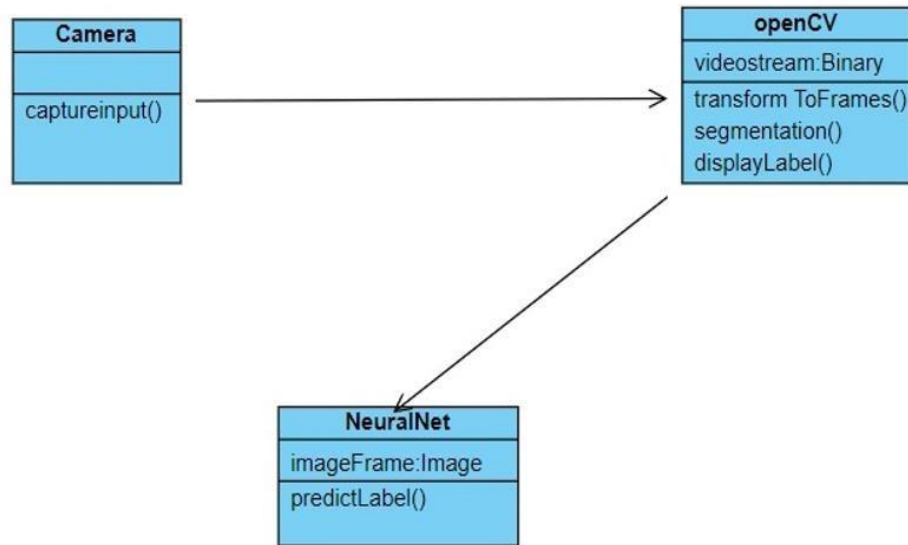 Camera
captureinput()
openCV
videostream:Binary
transform ToFrames()
segmentation()
displayLabel()
NeuralNet
imageFrame:Image
predictLabel()